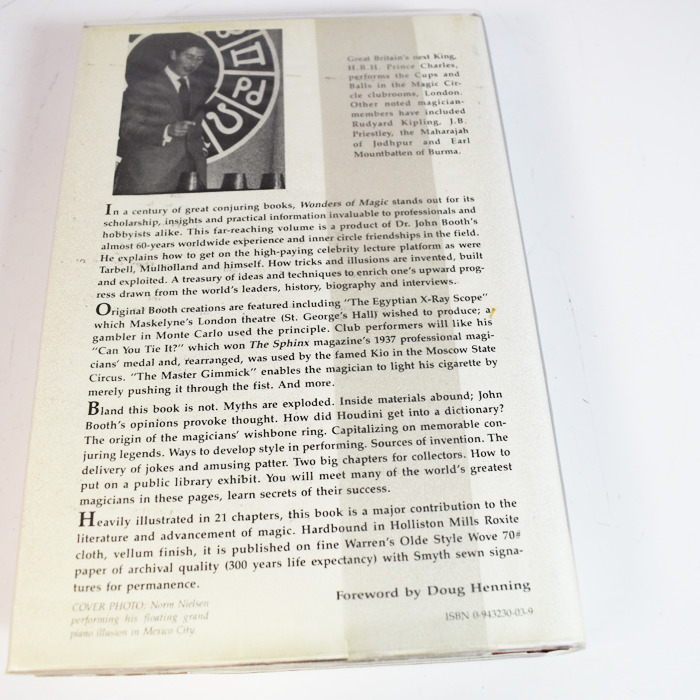 Great Britain's next King,
H.R.H. Prince Charles,
performs the Cups and
Balls in the Magic Cir-
cle clubrooms, London.
Other noted magician-
members have included
Rudyard Kipling, J.B.
Priestley, the Maharajah
of Jodhpur and Earl
Mountbatten of Burma.
In a century of great conjuring books, Wonders of Magic stands out for its
scholarship, insights and practical information invaluable to professionals and
hobbyists alike. This far-reaching volume is a product of Dr. John Booth's
almost 60-years worldwide experience and inner circle friendships in the field.
He explains how to get on the high-paying celebrity lecture platform as were
Tarbell, Mulholland and himself. How tricks and illusions are invented, built
and exploited. A treasury of ideas and techniques to enrich one's upward prog-
ress drawn from the world's leaders, history, biography and interviews.
Original Booth creations are featured including "The Egyptian X-Ray Scope"
which Maskelyne's London theatre (St. George's Hall) wished to produce; a
gambler in Monte Carlo used the principle. Club performers will like his
"Can You Tie It?" which won The Sphinx magazine's 1937 professional magi-
cians' medal and, rearranged, was used by the famed Kio in the Moscow State
Circus. "The Master Gimmick" enables the magician to light his cigarette by
merely pushing it through the fist. And more.
Bland this book is not. Myths are exploded. Inside materials abound; John
Booth's opinions provoke thought. How did Houdini get into a dictionary?
The origin of the magicians' wishbone ring. Capitalizing on memorable con-
juring legends. Ways to develop style in performing. Sources of invention. The
delivery of jokes and amusing patter. Two big chapters for collectors. How to
put on a public library exhibit. You will meet many of the world's greatest
magicians in these pages, learn secrets of their success.
Heavily illustrated in 21 chapters, this book is a major contribution to the
literature and advancement of magic. Hardbound in Holliston Mills Roxite
cloth, vellum finish, it is published on fine Warren's Olde Style Wove 70#
paper of archival quality (300 years life expectancy) with Smyth sewn signa-
tures for permanence.
Foreword by Doug Henning
COVER PHOTO: Norm Nielsen
performing his floating grand
piano illusion in Mexico City.
ISBN 0-943230-03-9